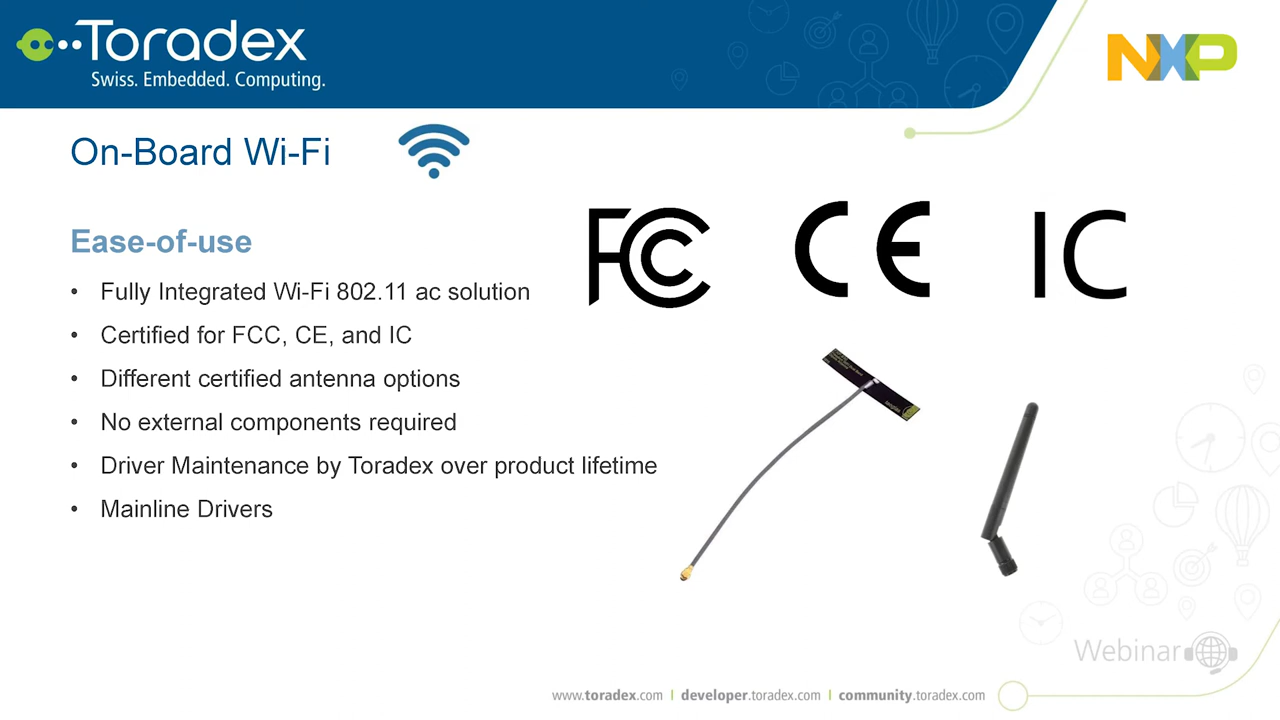 Toradex
Swiss. Embedded. Computing.
NXP
On-Board Wi-Fi
Ease-of-use
• Fully Integrated Wi-Fi 802.11 ac solution
• Certified for FCC, CE, and IC
• Different certified antenna options
• No external components required
• Driver Maintenance by Toradex over product lifetime
• Mainline Drivers
FCC
CE
IC
Webinar
www.toradex.com | developer.toradex.com | community.toradex.com